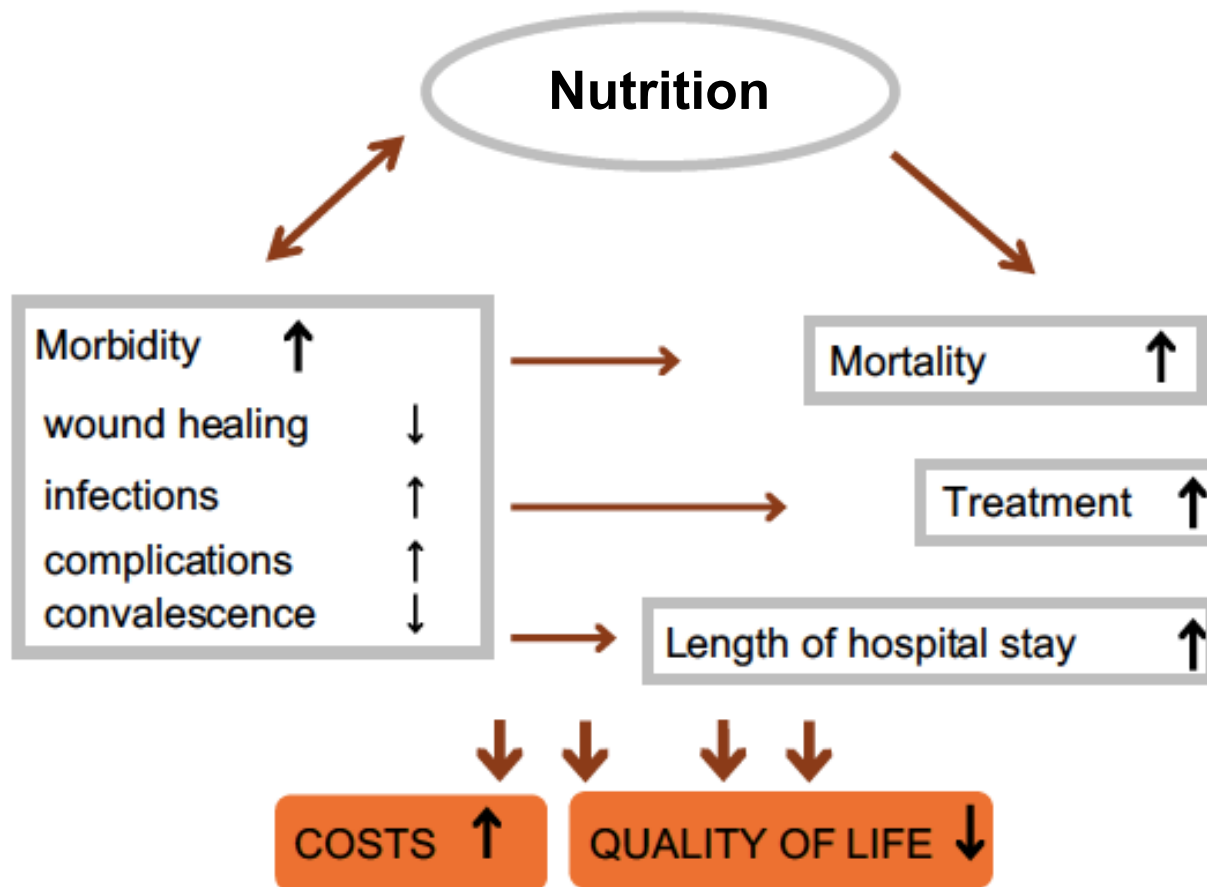 Nutrition
Morbidity ↑
wound healing ↓
infections ↑
complications ↑
convalescence ↓
Mortality ↑
Treatment ↑
Length of hospital stay ↑
COSTS ↑
QUALITY OF LIFE ↓